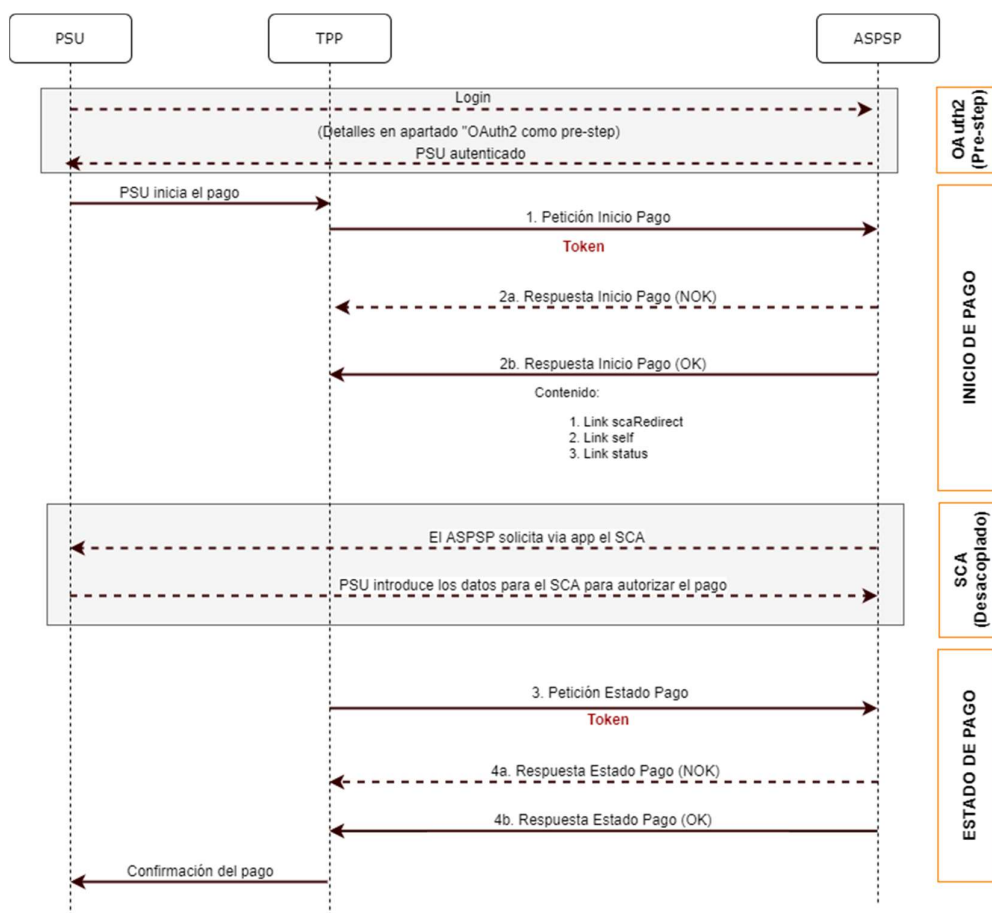 PSU
TPP
ASPSP
Login
(Detalles en apartado "OAuth2 como pre-step)
PSU autenticado
OAuth2
(Pre-step)
PSU inicia el pago
1. Petición Inicio Pago
Token
2a. Respuesta Inicio Pago (NOK)
2b. Respuesta Inicio Pago (OK)
Contenido:
1. Link scaRedirect
2. Link self
3. Link status
INICIO DE PAGO
El ASPSP solicita via app el SCA
PSU introduce los datos para el SCA para autorizar el pago
SCA
(Desacoplado)
3. Petición Estado Pago
Token
4a. Respuesta Estado Pago (NOK)
4b. Respuesta Estado Pago (OK)
Confirmación del pago
ESTADO DE PAGO